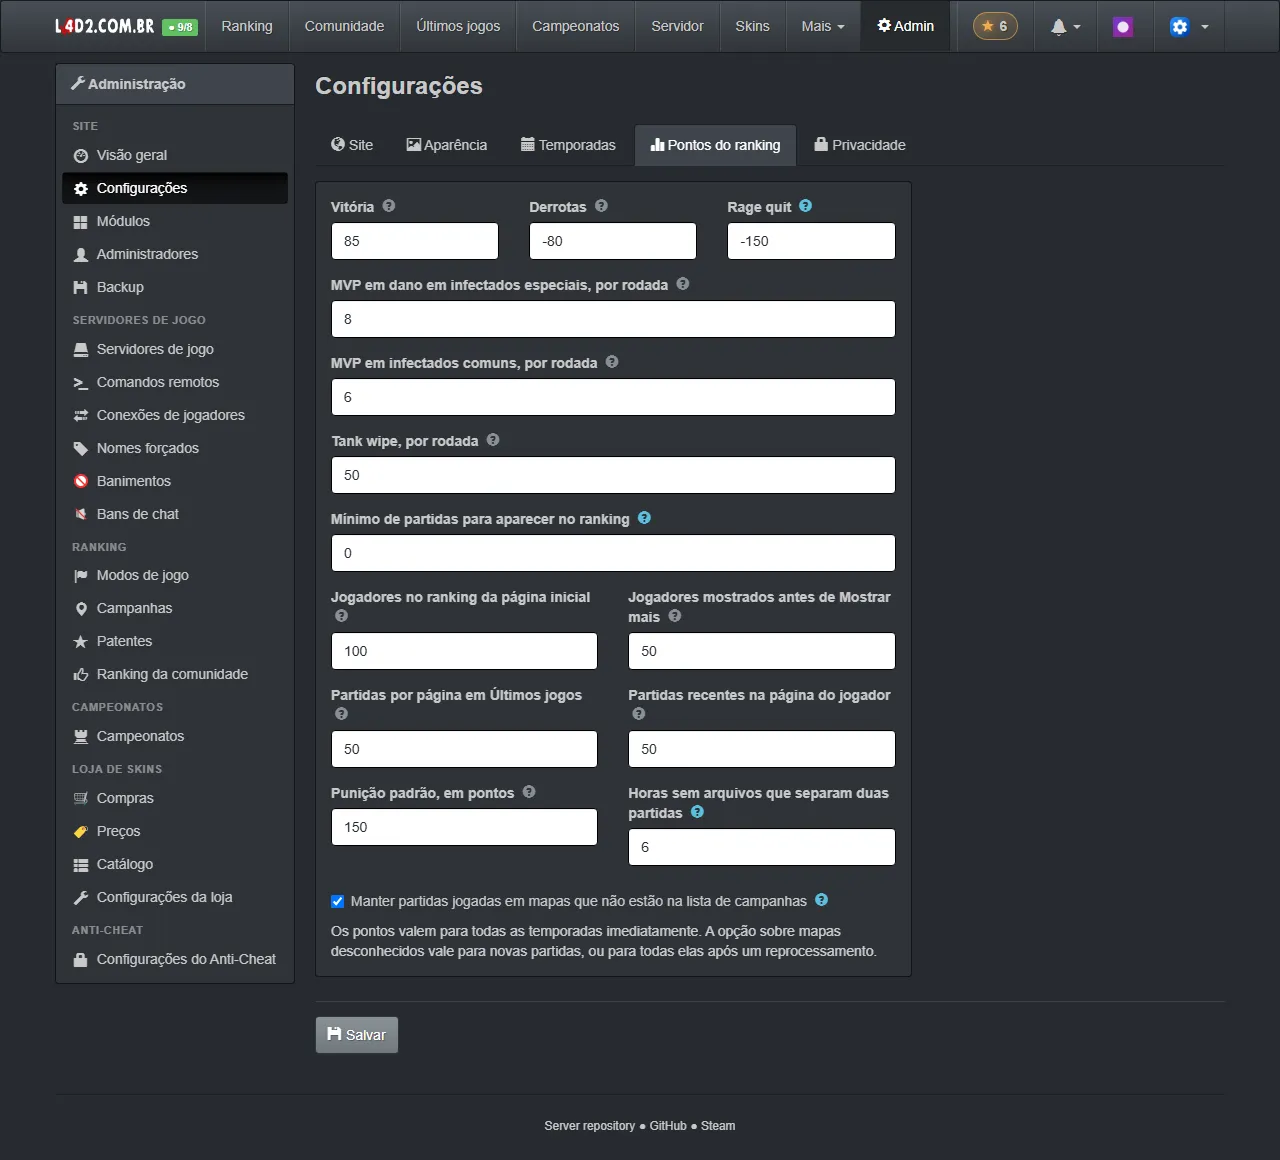 L4D2.COM.BR
9/8
Ranking
Comunidade
Últimos jogos
Campeonatos
Servidor
Skins
Mais
Admin
6
Administração
SITE
Visão geral
Configurações
Módulos
Administradores
Backup
SERVIDORES DE JOGO
Servidores de jogo
Comandos remotos
Conexões de jogadores
Nomes forçados
Banimentos
Bans de chat
RANKING
Modos de jogo
Campanhas
Patentes
Ranking da comunidade
CAMPEONATOS
Campeonatos
LOJA DE SKINS
Compras
Preços
Catálogo
Configurações da loja
ANTI-CHEAT
Configurações do Anti-Cheat
Configurações
Site
Aparência
Temporadas
Pontos do ranking
Privacidade
Vitória
Derrotas
Rage quit
85
-80
-150
MVP em dano em infectados especiais, por rodada
8
MVP em infectados comuns, por rodada
6
Tank wipe, por rodada
50
Mínimo de partidas para aparecer no ranking
0
Jogadores no ranking da página inicial
100
Jogadores mostrados antes de Mostrar
mais
50
Partidas por página em Últimos jogos
50
Partidas recentes na página do jogador
50
Punição padrão, em pontos
150
Horas sem arquivos que separam duas
partidas
6
Manter partidas jogadas em mapas que não estão na lista de campanhas
Os pontos valem para todas as temporadas imediatamente. A opção sobre mapas
desconhecidos vale para novas partidas, ou para todas elas após um reprocessamento.
Salvar
Server repository ● GitHub ● Steam